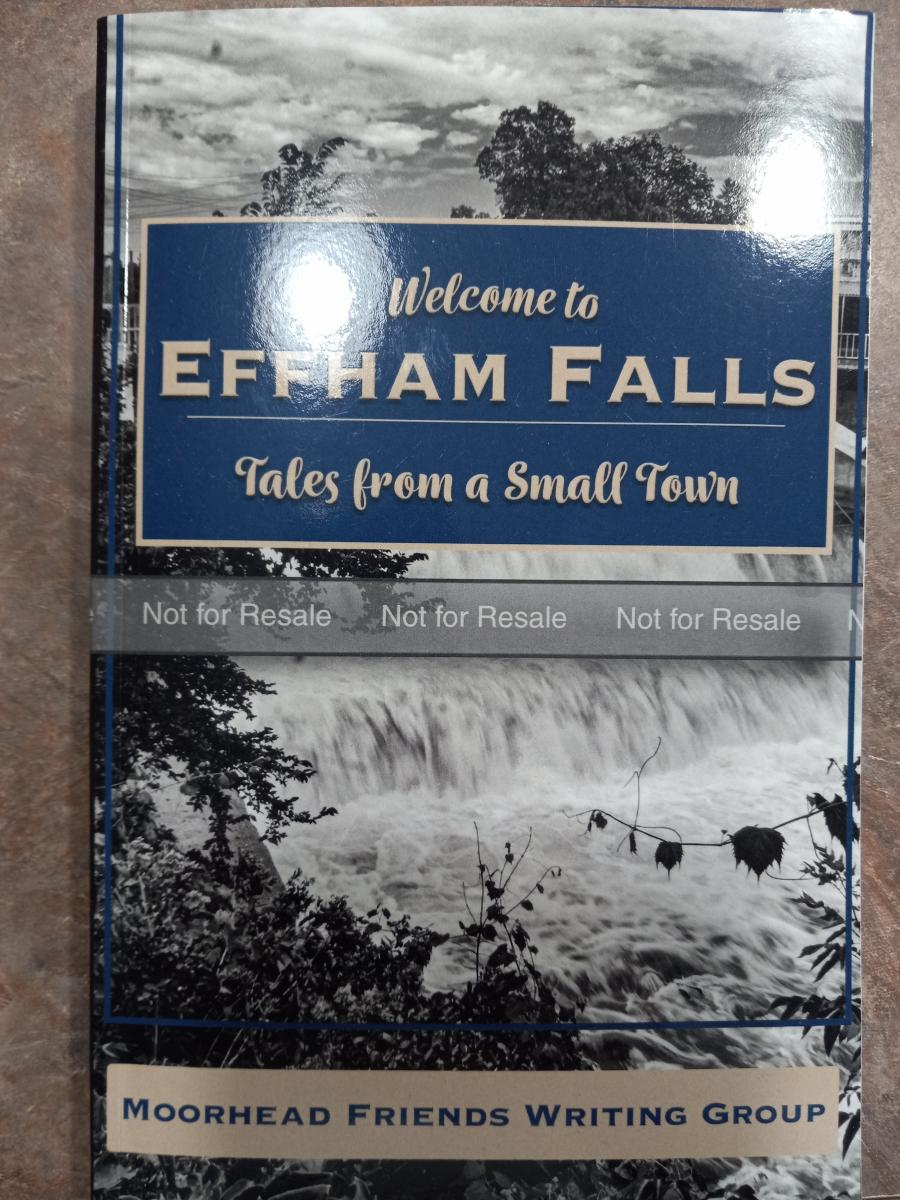 Welcome to
EFFHAM FALLS
Tales from a Small Town
Not for Resale Not for Resale Not for Resale N
MOORHEAD FRIENDS WRITING GROUP